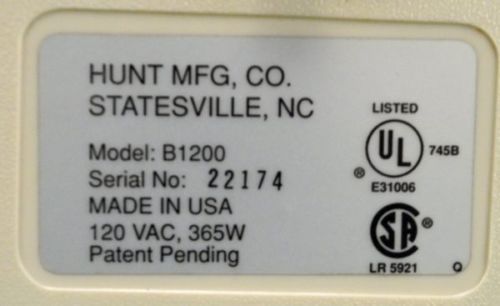 HUNT MFG, CO.
STATESVILLE, NC
Model: B1200
Serial No: 22174
MADE IN USA
120 VAC, 365W
Patent Pending
LISTED
UL 745B
®
E31006
SA ®
LR 5921
Q